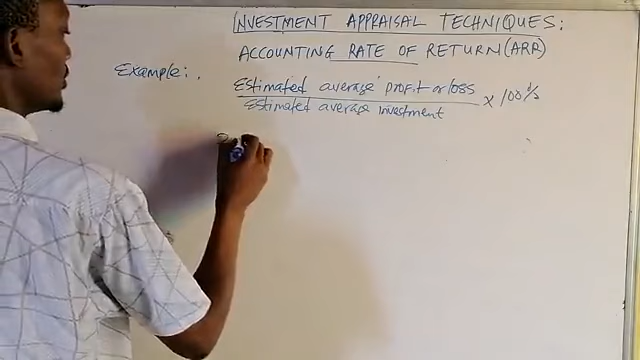 INVESTMENT APPRAISAL TECHNIQUES:
ACCOUNTING RATE OF RETURN (ARR)
Example:.
Estimated average profit or loss
Estimated average investment
x 100%